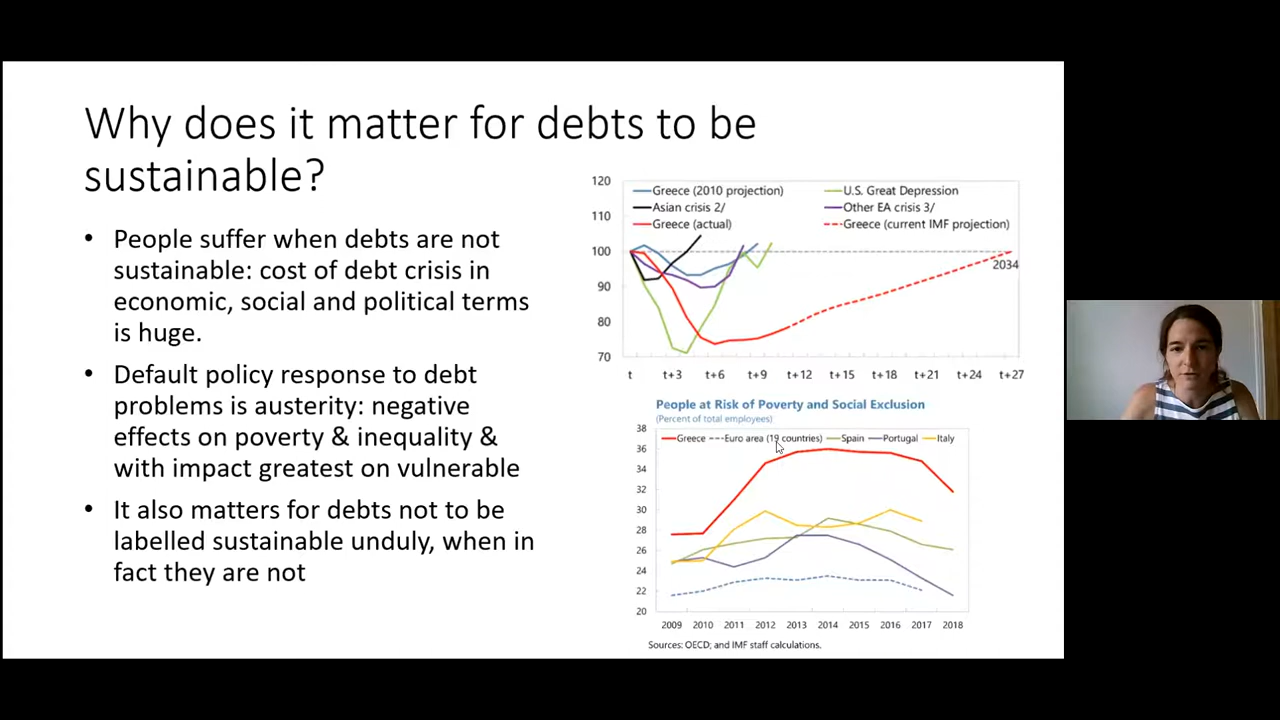 Why does it matter for debts to be
sustainable?
• People suffer when debts are not
sustainable: cost of debt crisis in
economic, social and political terms
is huge.
• Default policy response to debt
problems is austerity: negative
effects on poverty & inequality &
with impact greatest on vulnerable
• It also matters for debts not to be
labelled sustainable unduly, when in
fact they are not
120
110
100
90
80
70
Greece (2010 projection)
U.S. Great Depression
Asian crisis 2/
Other EA crisis 3/
Greece (actual)
Greece (current IMF projection)
2034
t t+3 t+6 t+9 t+12 t+15 t+18 t+21 t+24 t+27
People at Risk of Poverty and Social Exclusion
(Percent of total employees)
38
36
34
32
30
28
26
24
22
20
Greece Euro area (19 countries) Spain Portugal Italy
2009 2010 2011 2012 2013 2014 2015 2016 2017 2018
Sources: OECD; and IMF staff calculations.